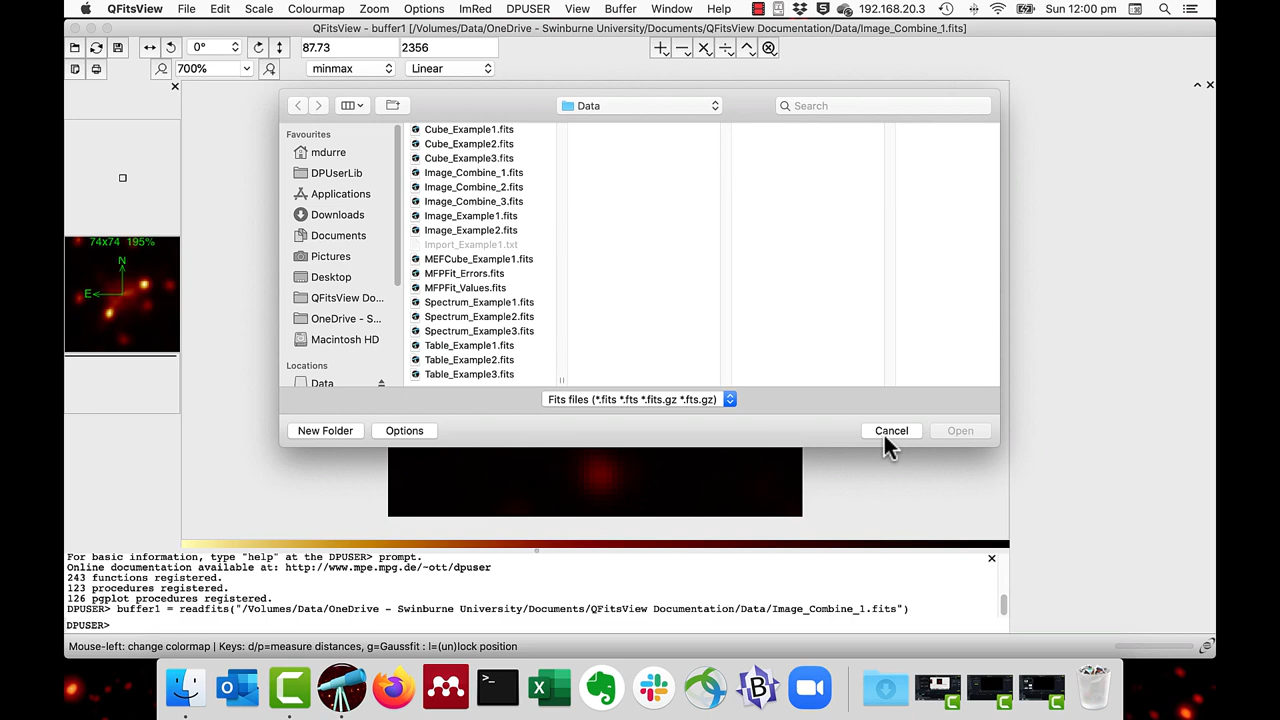 QFitsView File Edit Scale Colourmap Zoom Options ImRed DPUSER View Buffer Window Help 192.168.20.3 Sun 12:00 pm
QFitsView - buffer1 [/Volumes/Data/OneDrive - Swinburne University/Documents/QFitsView Documentation/Data/Image_Combine_1.fits]
0° 87.73 2356
700% minmax Linear
Data Search
Favourites
mdurre
DPUserLib
Applications
Downloads
Documents
Pictures
Desktop
QFitsView Do...
OneDrive - S...
Macintosh HD
Locations
Data
Cube_Example1.fits
Cube_Example2.fits
Cube_Example3.fits
Image_Combine_1.fits
Image_Combine_2.fits
Image_Combine_3.fits
Image_Example1.fits
Image_Example2.fits
Import_Example1.txt
MEFCube_Example1.fits
MFPFit_Errors.fits
MFPFit_Values.fits
Spectrum_Example1.fits
Spectrum_Example2.fits
Spectrum_Example3.fits
Table_Example1.fits
Table_Example2.fits
Table_Example3.fits
74x74 195%
N
E
Fits files (*.fits *.fts *.fits.gz *.fts.gz)
New Folder Options Cancel Open
For basic information, type "help" at the DPUSER> prompt.
Online documentation available at: http://www.mpe.mpg.de/~ott/dpuser
243 functions registered.
123 procedures registered.
126 pgplot procedures registered.
DPUSER> buffer1 = readfits("/Volumes/Data/OneDrive - Swinburne University/Documents/QFitsView Documentation/Data/Image_Combine_1.fits")
DPUSER>
Mouse-left: change colormap | Keys: d/p=measure distances, g=Gaussfit : l=(un)lock position